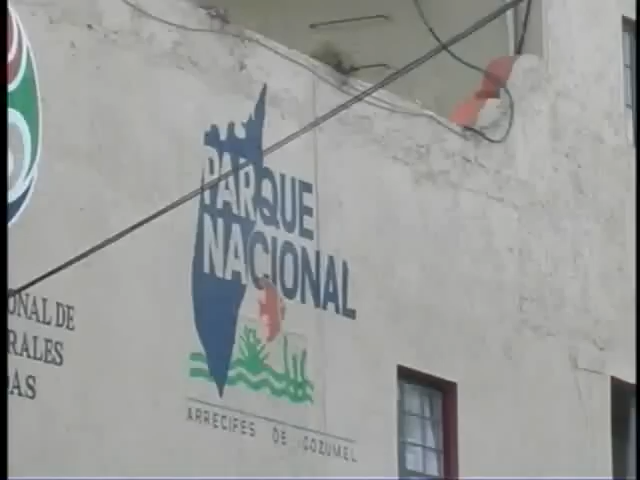 PARQUE
NACIONAL
ARRECIFES DE COZUMEL
ONAL DE
RALES
AS